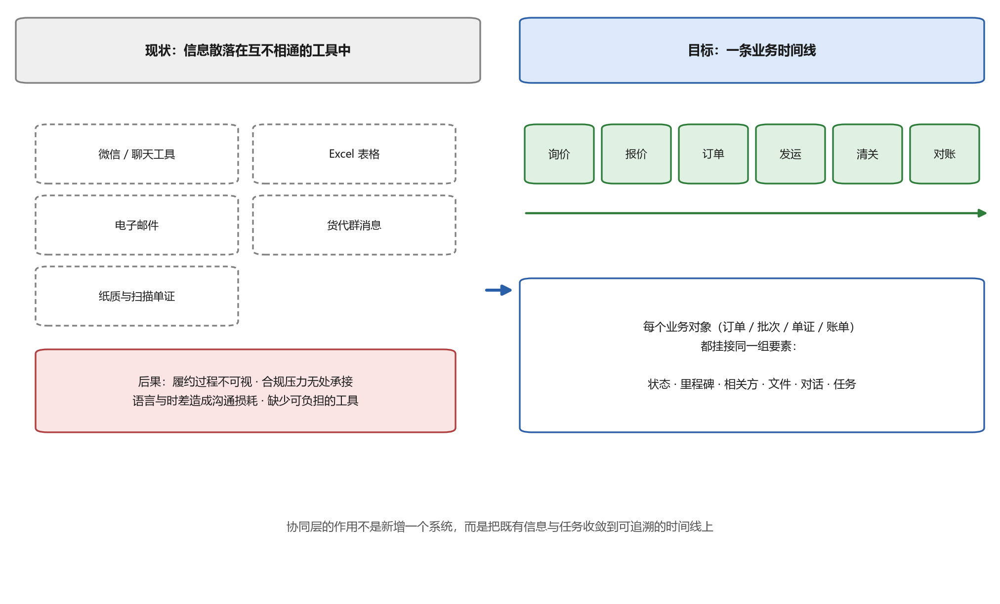 现状：信息散落在互不相通的工具中
微信 / 聊天工具
Excel 表格
电子邮件
货代群消息
纸质与扫描单证
后果：履约过程不可视 · 合规压力无处承接
语言与时差造成沟通损耗 · 缺少可负担的工具
目标：一条业务时间线
询价
报价
订单
发运
清关
对账
每个业务对象（订单 / 批次 / 单证 / 账单）
都挂接同一组要素：
状态 · 里程碑 · 相关方 · 文件 · 对话 · 任务
协同层的作用不是新增一个系统，而是把既有信息与任务收敛到可追溯的时间线上